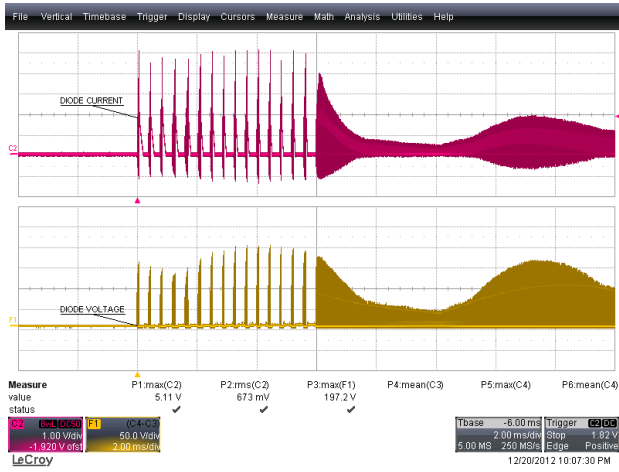 File Vertical Timebase Trigger Display Cursors Measure Math Analysis Utilities Help
DIODE CURRENT
C2
DIODE VOLTAGE
F1
Measure P1:max(C2) P2:rms(C2) P3:max(F1) P4:mean(C3) P5:max(C4) P6:mean(C4)
value 5.11 V 673 mV 197.2 V
status
C2 BwL DC50 F1 (C4-C3) Tbase -6.00 ms Trigger C2 DC
1.00 V/div 50.0 V/div 2.00 ms/div Stop 1.82 V
-1.920 V ofst 2.00 ms/div 5.00 MS 250 MS/s Edge Positive
LeCroy 12/20/2012 10:07:30 PM